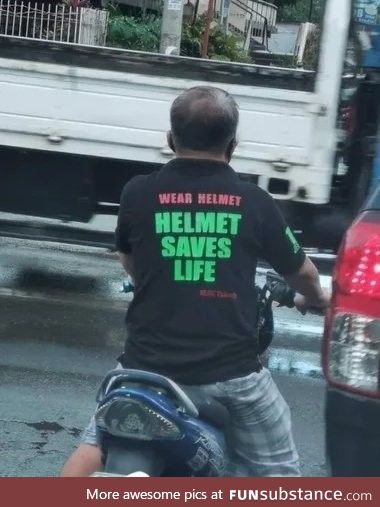 WEAR HELMET
HELMET
SAVES
LIFE
More awesome pics at FUNsubstance.com